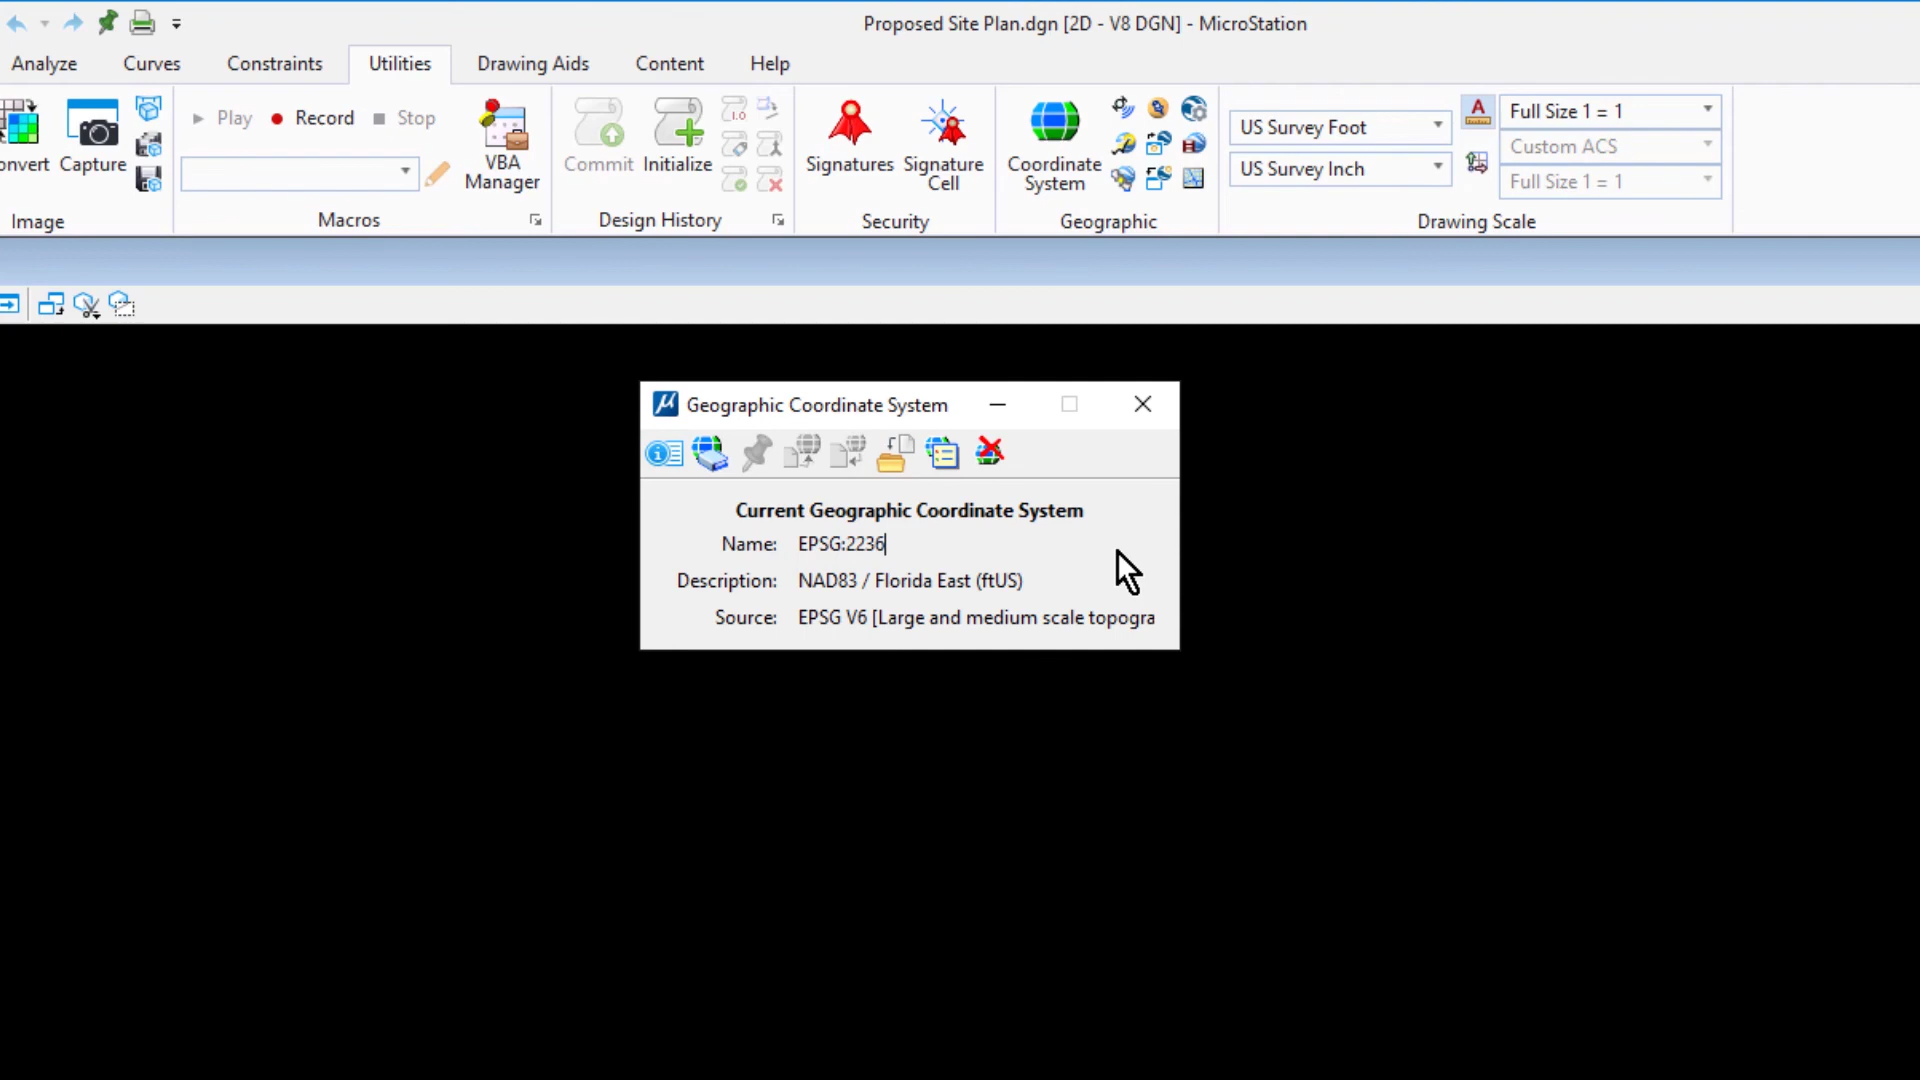 Proposed Site Plan.dgn [2D - V8 DGN] - MicroStation
Analyze Curves Constraints Utilities Drawing Aids Content Help
Play Record Stop
US Survey Foot
Full Size 1 = 1
Capture
VBA Manager
Commit Initialize
Signatures Signature Cell
Coordinate System
US Survey Inch
Custom ACS
Full Size 1 = 1
Image Macros Design History Security Geographic Drawing Scale
Geographic Coordinate System
Current Geographic Coordinate System
Name: EPSG:2236
Description: NAD83 / Florida East (ftUS)
Source: EPSG V6 [Large and medium scale topogra